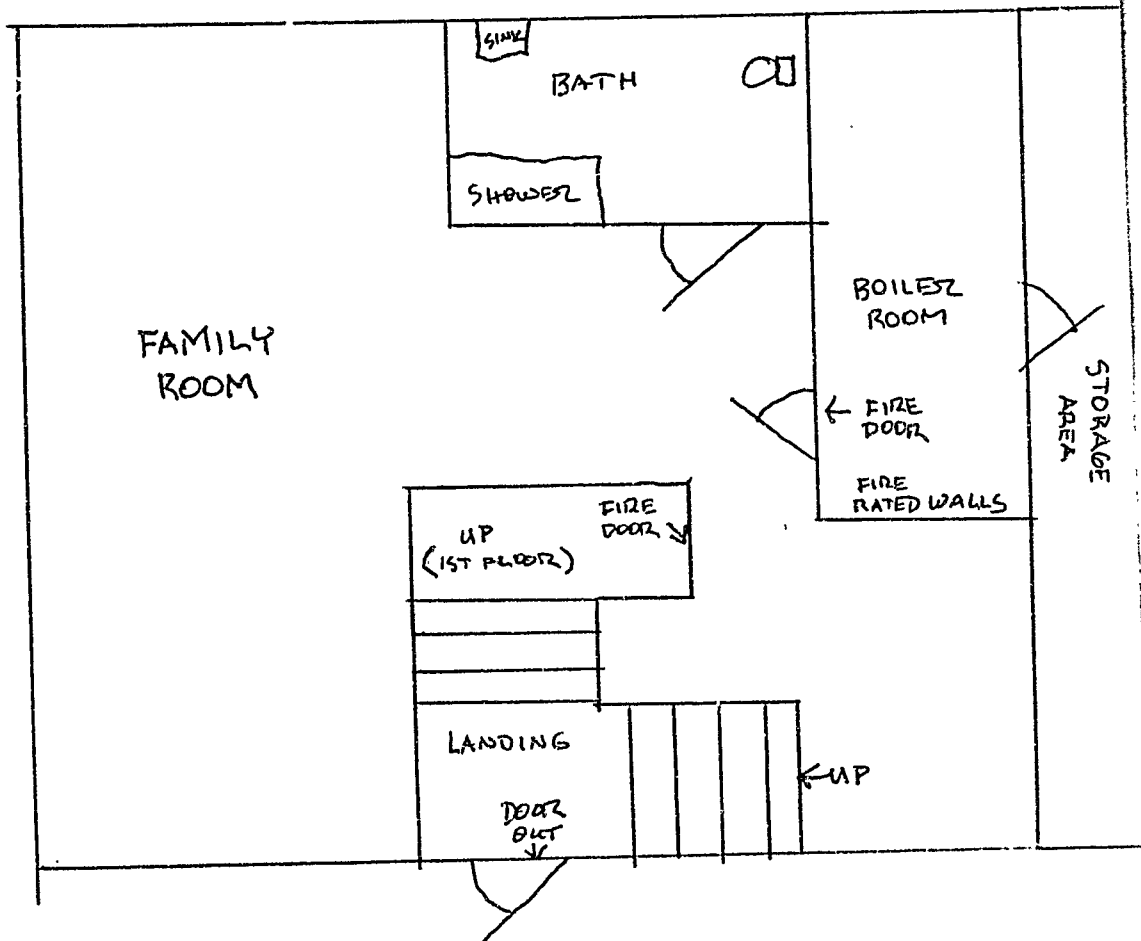 SINK
BATH
SHOWER
FAMILY
ROOM
BOILER
ROOM
STORAGE
AREA
← FIRE
DOOR
FIRE
RATED WALLS
FIRE
DOOR
UP
(1ST FLOOR)
LANDING
← UP
DOOR
OUT